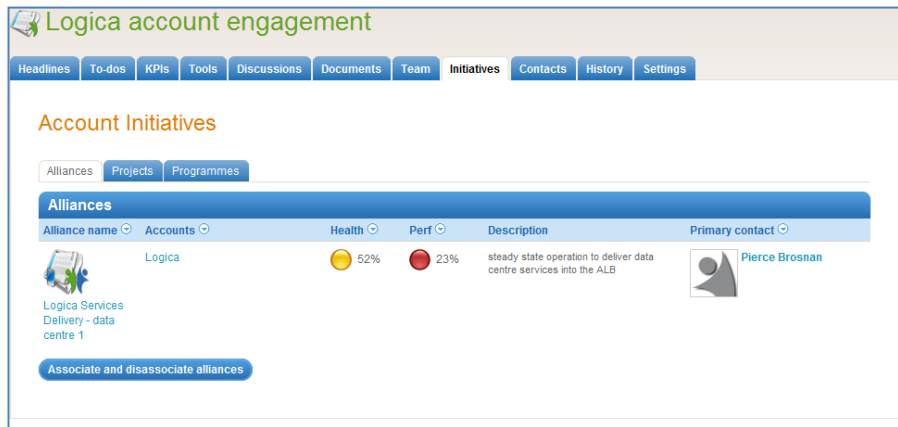 Logica account engagement
Headlines To-dos KPIs Tools Discussions Documents Team Initiatives Contacts History Settings
Account Initiatives
Alliances Projects Programmes
Alliances
Alliance name Accounts Health Perf Description Primary contact
Logica 52% 23% steady state operation to deliver data Pierce Brosnan
centre services into the ALB
Logica Services
Delivery - data
centre 1
Associate and disassociate alliances